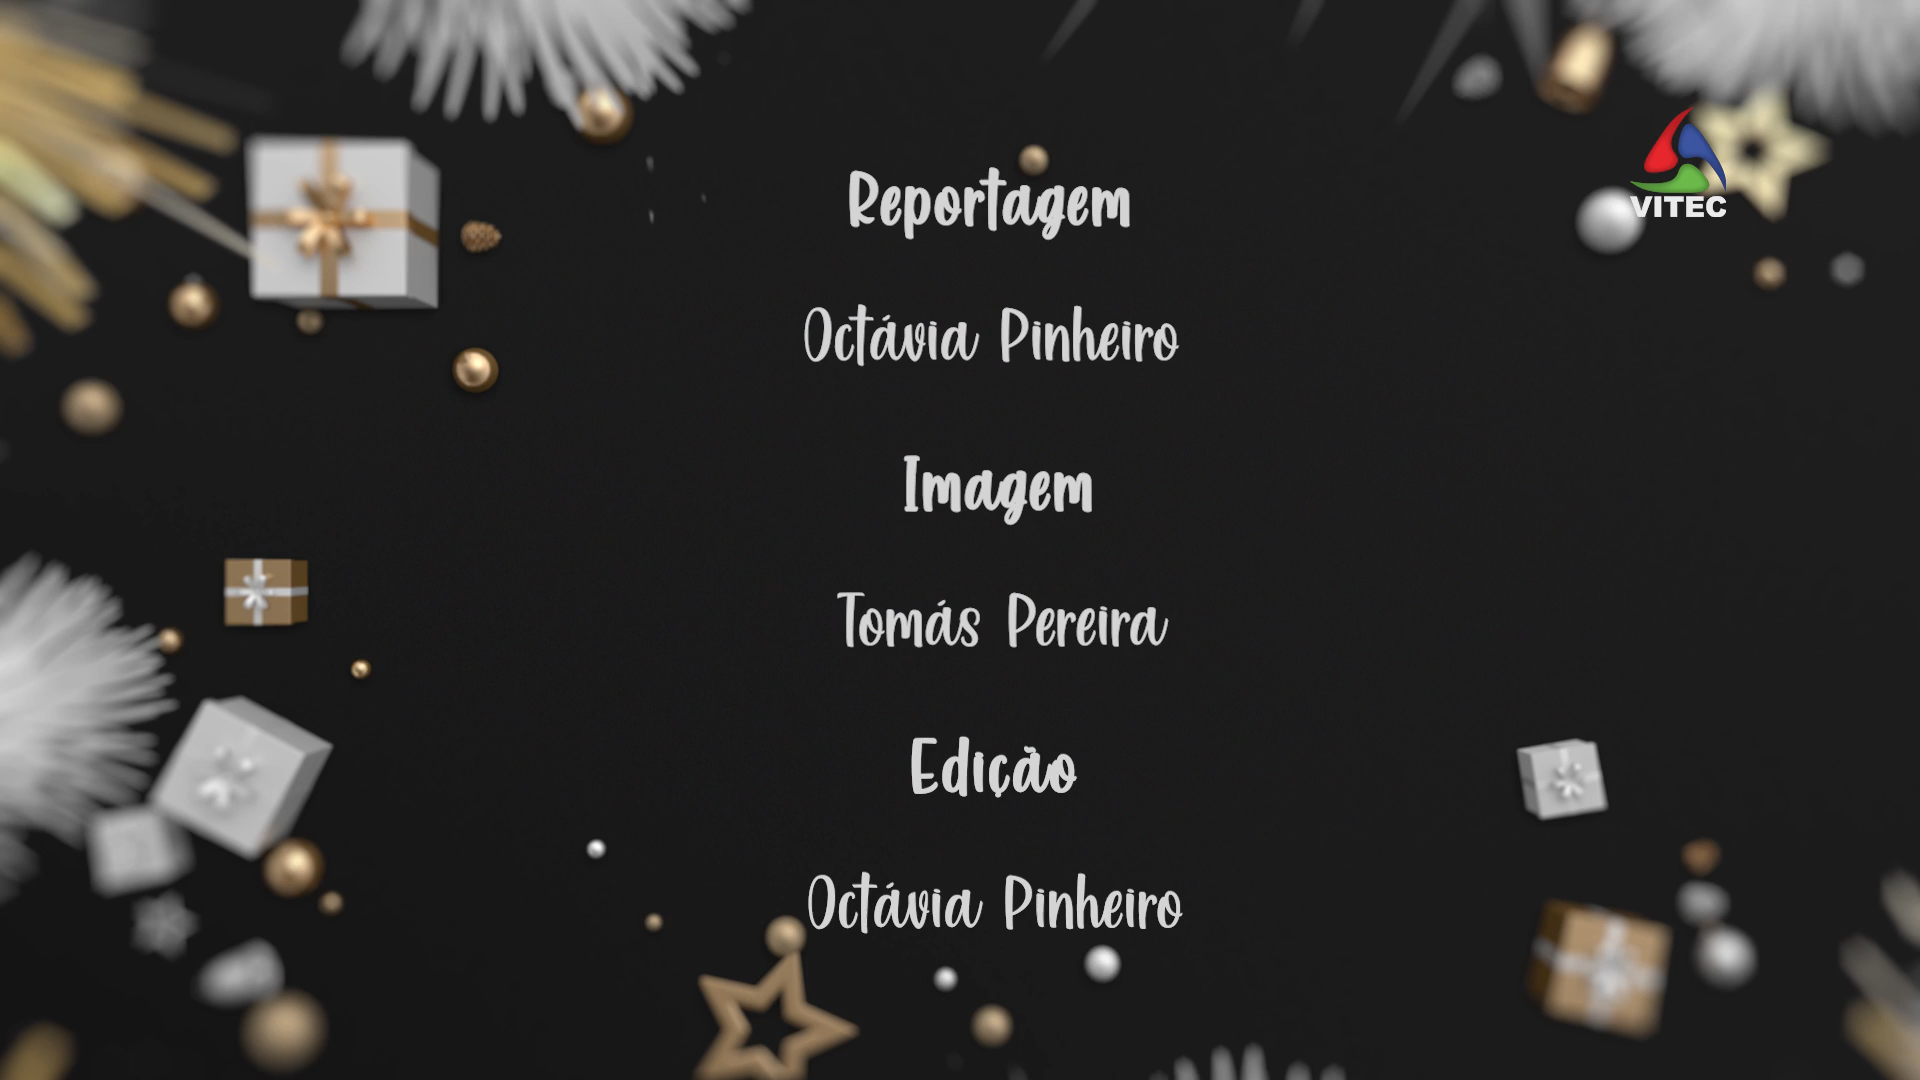 Reportagem
VITEC
Octávia Pinheiro
Imagem
Tomás Pereira
Edição
Octávia Pinheiro